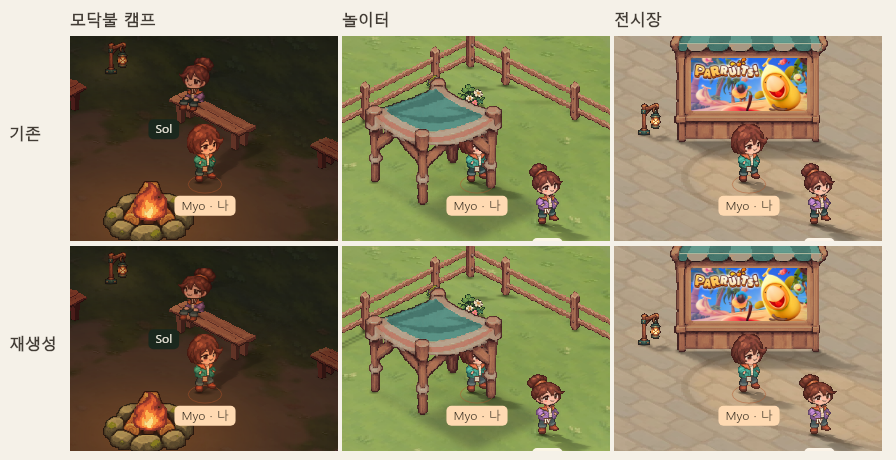 모닥불 캠프
놀이터
전시장
기존
Sol
Myo · 나
Myo · 나
PARRUITS!
Myo · 나
재생성
Sol
Myo · 나
Myo · 나
PARRUITS!
Myo · 나